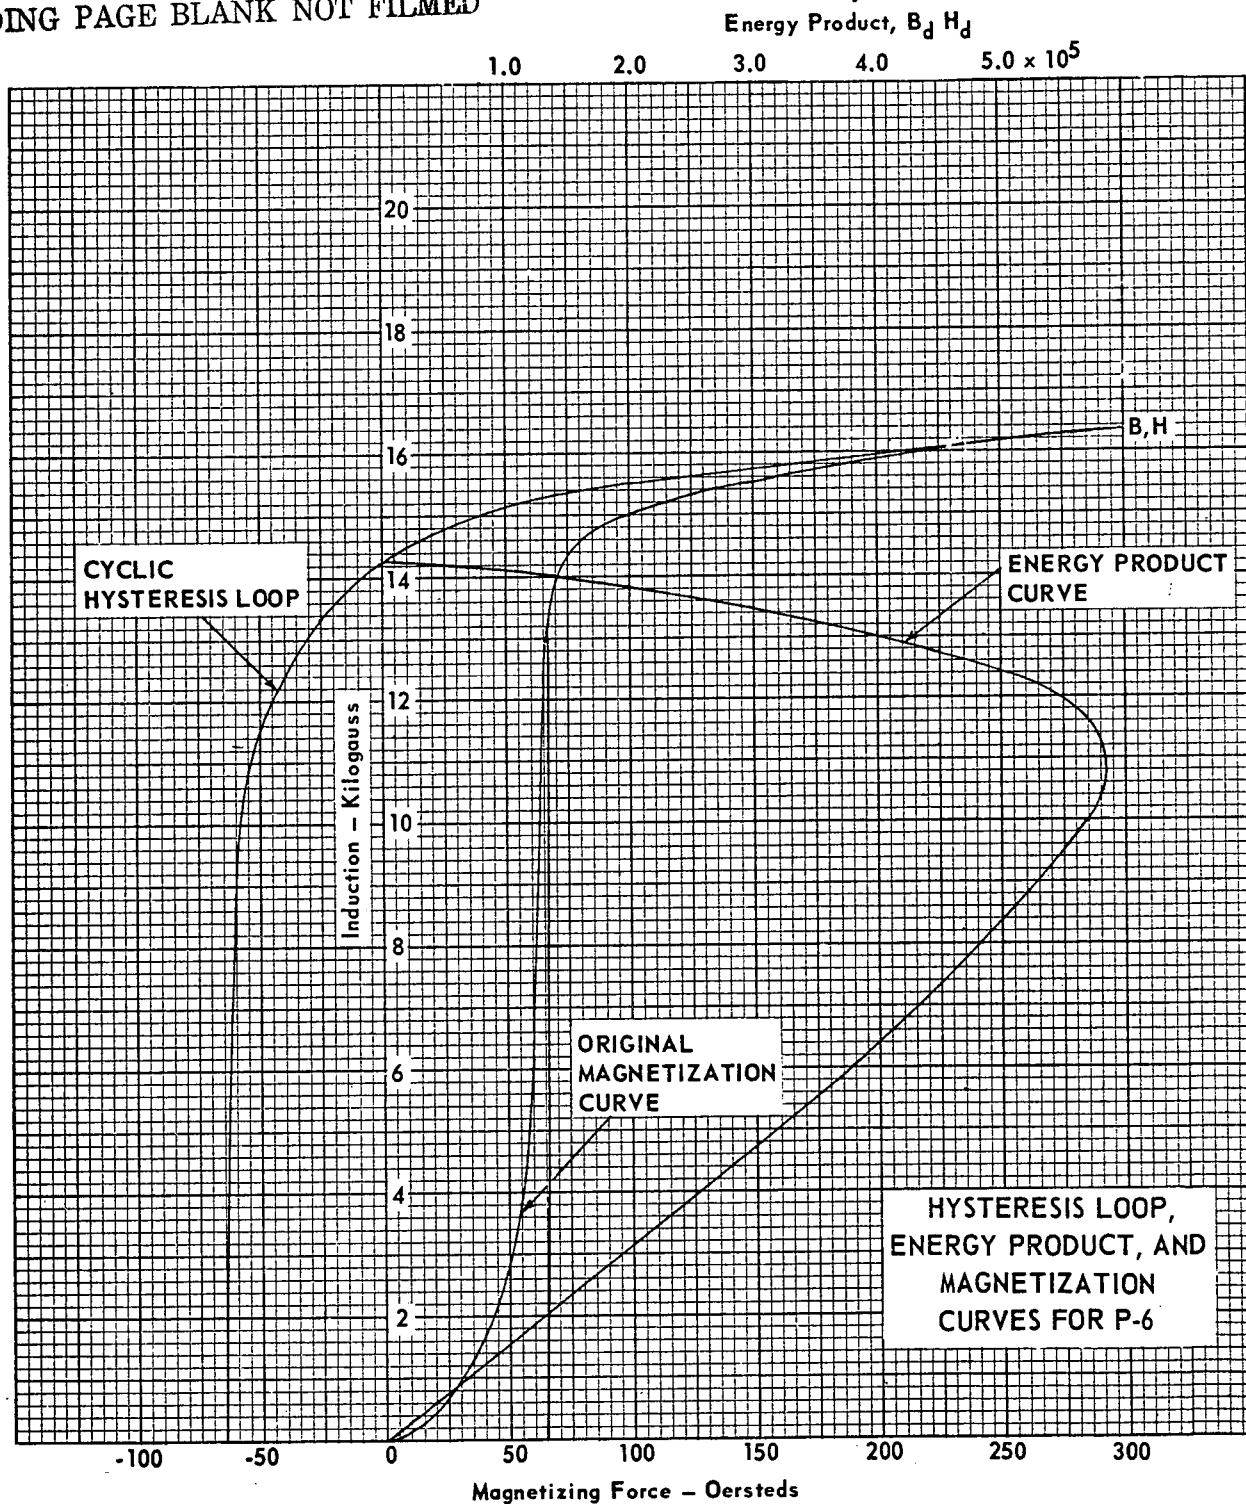 PAGE BLANK NOT FILMED
Energy Product, Bd Hd
1.0 2.0 3.0 4.0 5.0 × 10⁵
20
18
16
14
12
10
8
6
4
2
B,H
CYCLIC
HYSTERESIS LOOP
ENERGY PRODUCT
CURVE
Induction – Kilogauss
ORIGINAL
MAGNETIZATION
CURVE
HYSTERESIS LOOP,
ENERGY PRODUCT, AND
MAGNETIZATION
CURVES FOR P-6
-100 -50 0 50 100 150 200 250 300
Magnetizing Force – Oersteds